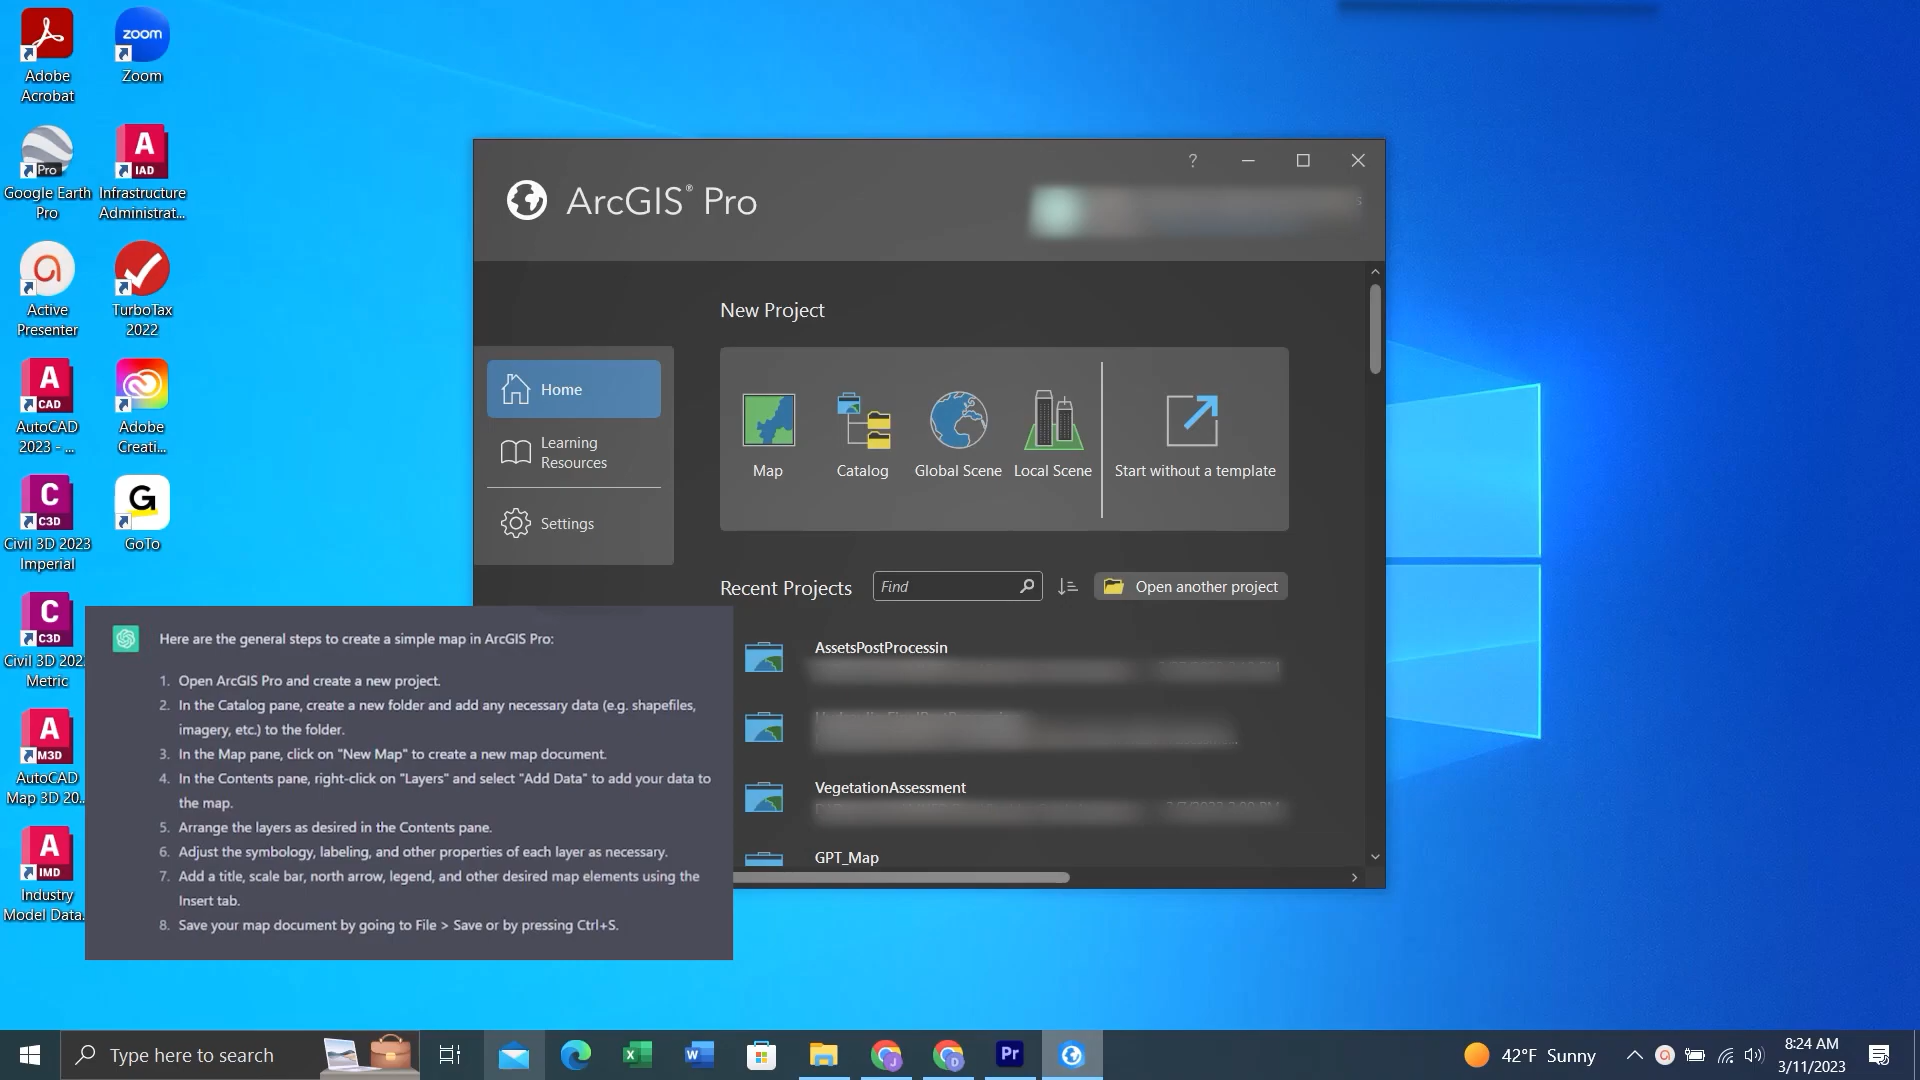 Adobe
Acrobat
zoom
Zoom
Pro
Google Earth
Pro
A
IAD
Infrastructure
Administrat...
Active
Presenter
TurboTax
2022
A
CAD
AutoCAD
2023 - ...
Adobe
Creati...
C
C3D
Civil 3D 2023
Imperial
G
GoTo
C
C3D
Civil 3D 202
Metric
A
M3D
AutoCAD
Map 3D 20..
A
IMD
Industry
Model Data.
?
ArcGIS® Pro
Home
Learning
Resources
Settings
New Project
Map
Catalog
Global Scene
Local Scene
Start without a template
Recent Projects
Find
Open another project
AssetsPostProcessin
VegetationAssessment
GPT_Map
Here are the general steps to create a simple map in ArcGIS Pro:
1. Open ArcGIS Pro and create a new project.
2. In the Catalog pane, create a new folder and add any necessary data (e.g. shapefiles,
imagery, etc.) to the folder.
3. In the Map pane, click on "New Map" to create a new map document.
4. In the Contents pane, right-click on "Layers" and select "Add Data" to add your data to
the map.
5. Arrange the layers as desired in the Contents pane.
6. Adjust the symbology, labeling, and other properties of each layer as necessary.
7. Add a title, scale bar, north arrow, legend, and other desired map elements using the
Insert tab.
8. Save your map document by going to File > Save or by pressing Ctrl+S.
Type here to search
X
W
J
D
Pr
42°F Sunny
8:24 AM
3/11/2023